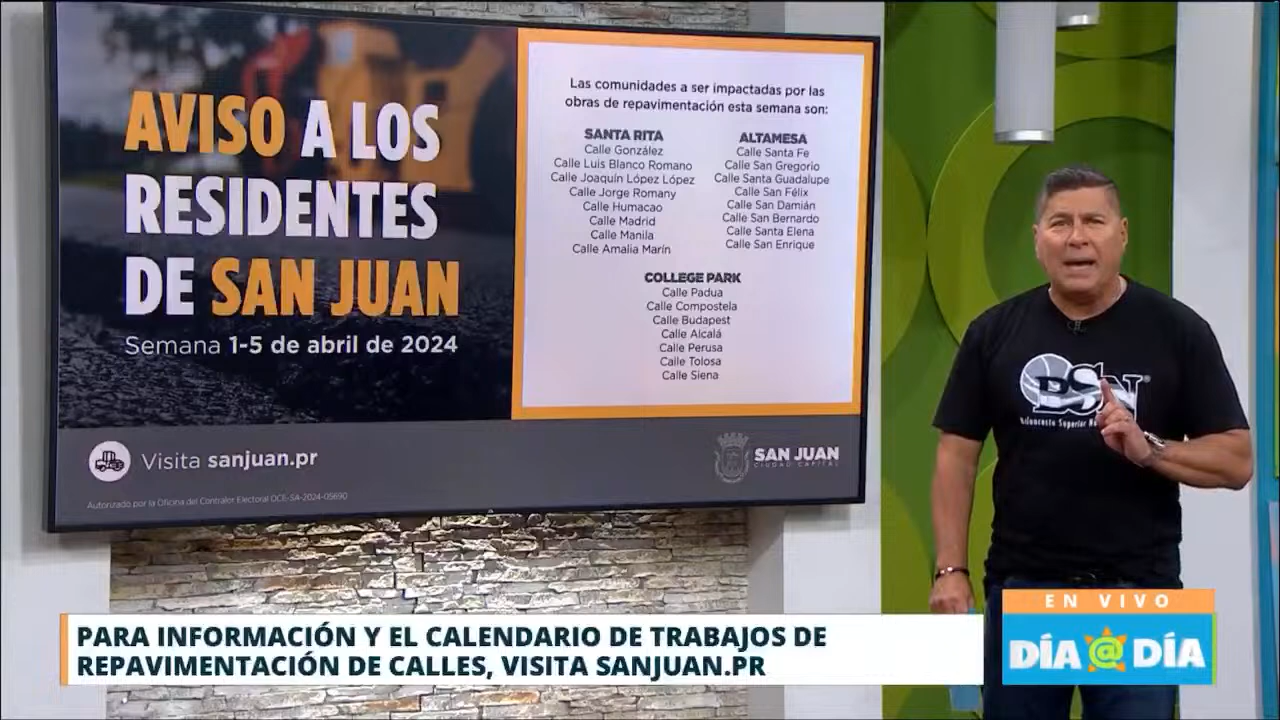 AVISO A LOS
RESIDENTES
DE SAN JUAN
Semana 1-5 de abril de 2024
Las comunidades a ser impactadas por las
obras de repavimentación esta semana son:
SANTA RITA
Calle González
Calle Luis Blanco Romano
Calle Joaquín López López
Calle Jorge Romany
Calle Humacao
Calle Madrid
Calle Manila
Calle Amalia Marín
ALTAMESA
Calle Santa Fe
Calle San Gregorio
Calle Santa Guadalupe
Calle San Félix
Calle San Damián
Calle San Bernardo
Calle Santa Elena
Calle San Enrique
COLLEGE PARK
Calle Padua
Calle Compostela
Calle Budapest
Calle Alcalá
Calle Perusa
Calle Tolosa
Calle Siena
Visita sanjuan.pr
SAN JUAN
CIUDAD CAPITAL
Autorizado por la Oficina del Contralor Electoral OCE-SA-2024-05690
BSN
Baloncesto Superior
EN VIVO
DÍA @ DÍA
PARA INFORMACIÓN Y EL CALENDARIO DE TRABAJOS DE
REPAVIMENTACIÓN DE CALLES, VISITA SANJUAN.PR